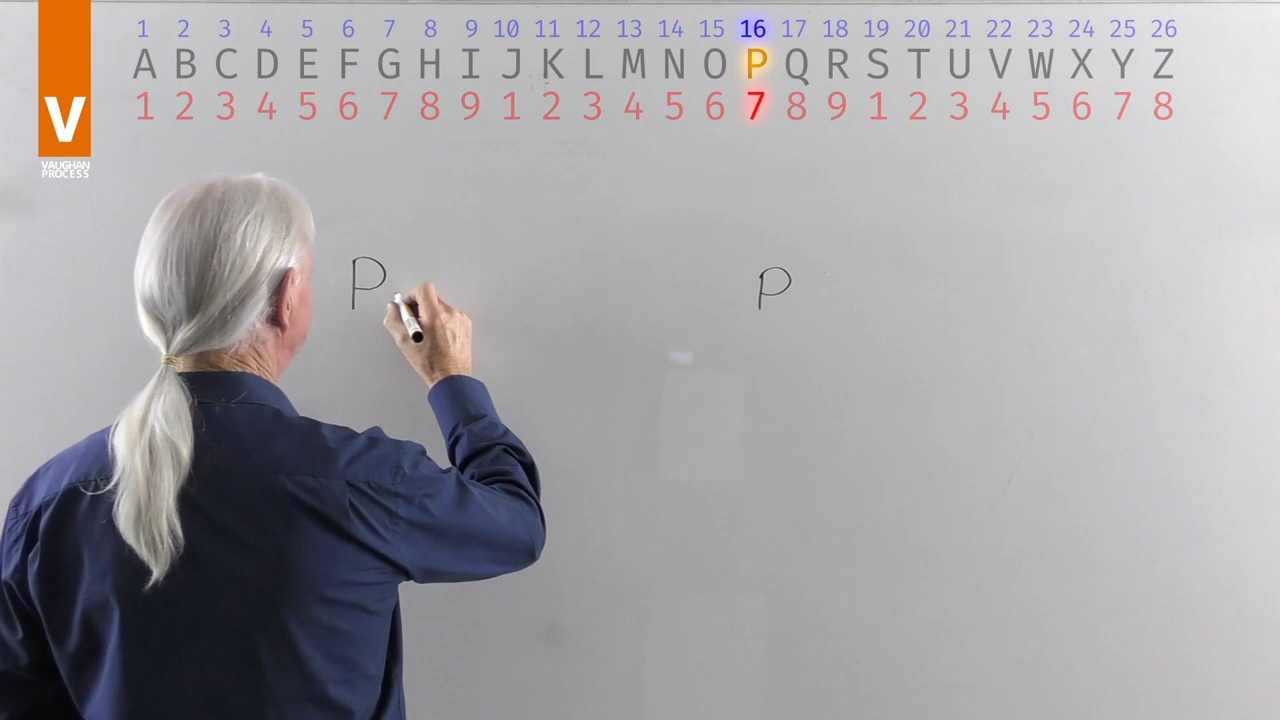 1 2 3 4 5 6 7 8 9 10 11 12 13 14 15 16 17 18 19 20 21 22 23 24 25 26
A B C D E F G H I J K L M N O P Q R S T U V W X Y Z
1 2 3 4 5 6 7 8 9 1 2 3 4 5 6 7 8 9 1 2 3 4 5 6 7 8
V
VAUGHAN
PROCESS
P P